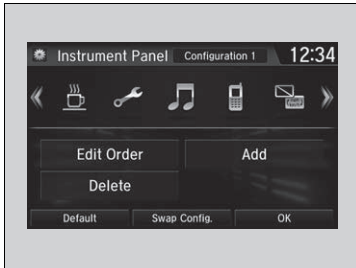 Instrument Panel Configuration 1 12:34
Edit Order Add
Delete
Default Swap Config. OK